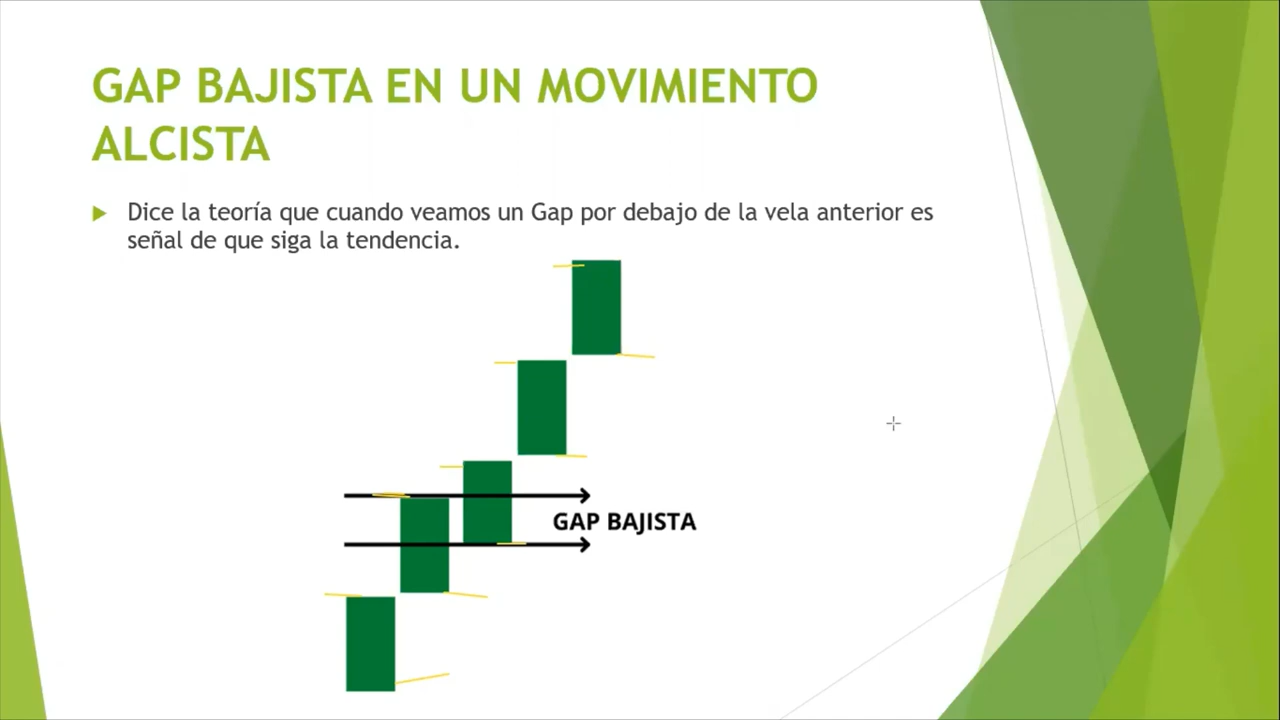 GAP BAJISTA EN UN MOVIMIENTO
ALCISTA
Dice la teoría que cuando veamos un Gap por debajo de la vela anterior es
señal de que siga la tendencia.
GAP BAJISTA